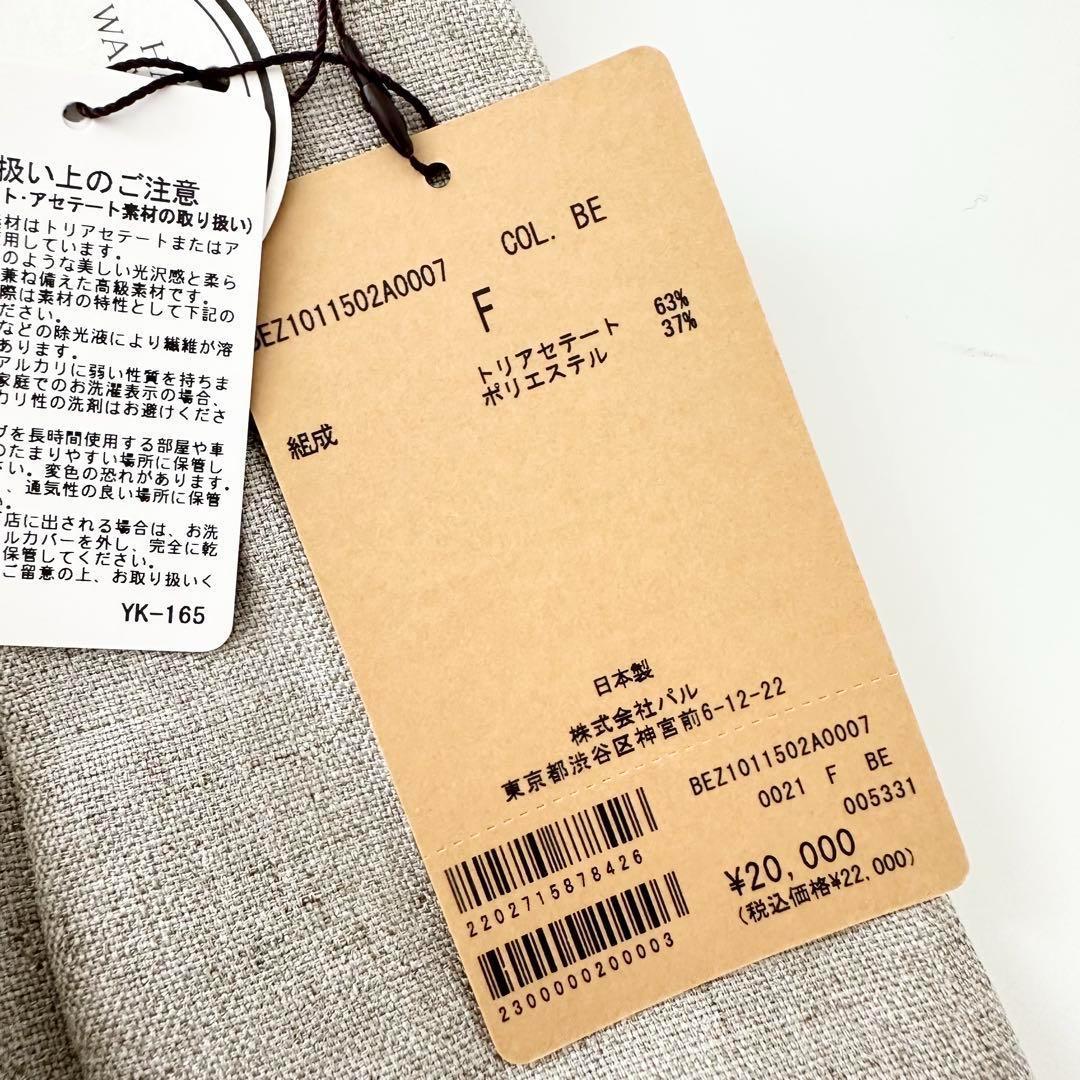 扱い上のご注意
ト・アセテート素材の取り扱い)
材はトリアセテートまたはア
用しています。
のような美しい光沢感と柔ら
兼ね備えた高級素材です。
際は素材の特性として下記の
ださい。
などの除光液により繊維が溶
あります。
アルカリに弱い性質を持ちま
家庭でのお洗濯表示の場合、
カリ性の洗剤はお避けくださ
ブを長時間使用する部屋や車
のたまりやすい場所に保管し
さい。変色の恐れがあります。
、通気性の良い場所に保管
店に出される場合は、お洗
ルカバーを外し、完全に乾
保管してください。
ご留意の上、お取り扱いく
YK-165
BEZ1011502A0007 COL. BE
F
トリアセテート 63%
ポリエステル 37%
組成
日本製
株式会社パル
東京都渋谷区神宮前6-12-22
BEZ1011502A0007
0021 F BE
005331
2202715878426
¥20,000
(税込価格¥22,000)
2300000200003